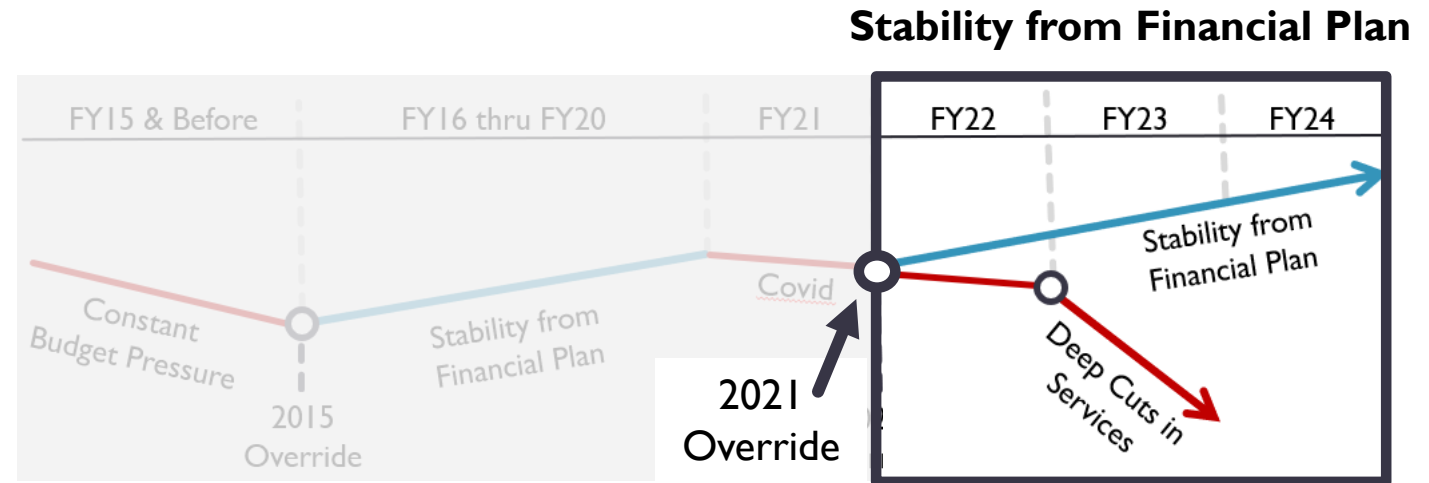 Stability from Financial Plan
FY15 & Before
FY16 thru FY20
FY21
FY22
FY23
FY24
Constant
Budget Pressure
2015
Override
Stability from
Financial Plan
Covid
2021
Override
Stability from
Financial Plan
Deep Cuts in
Services